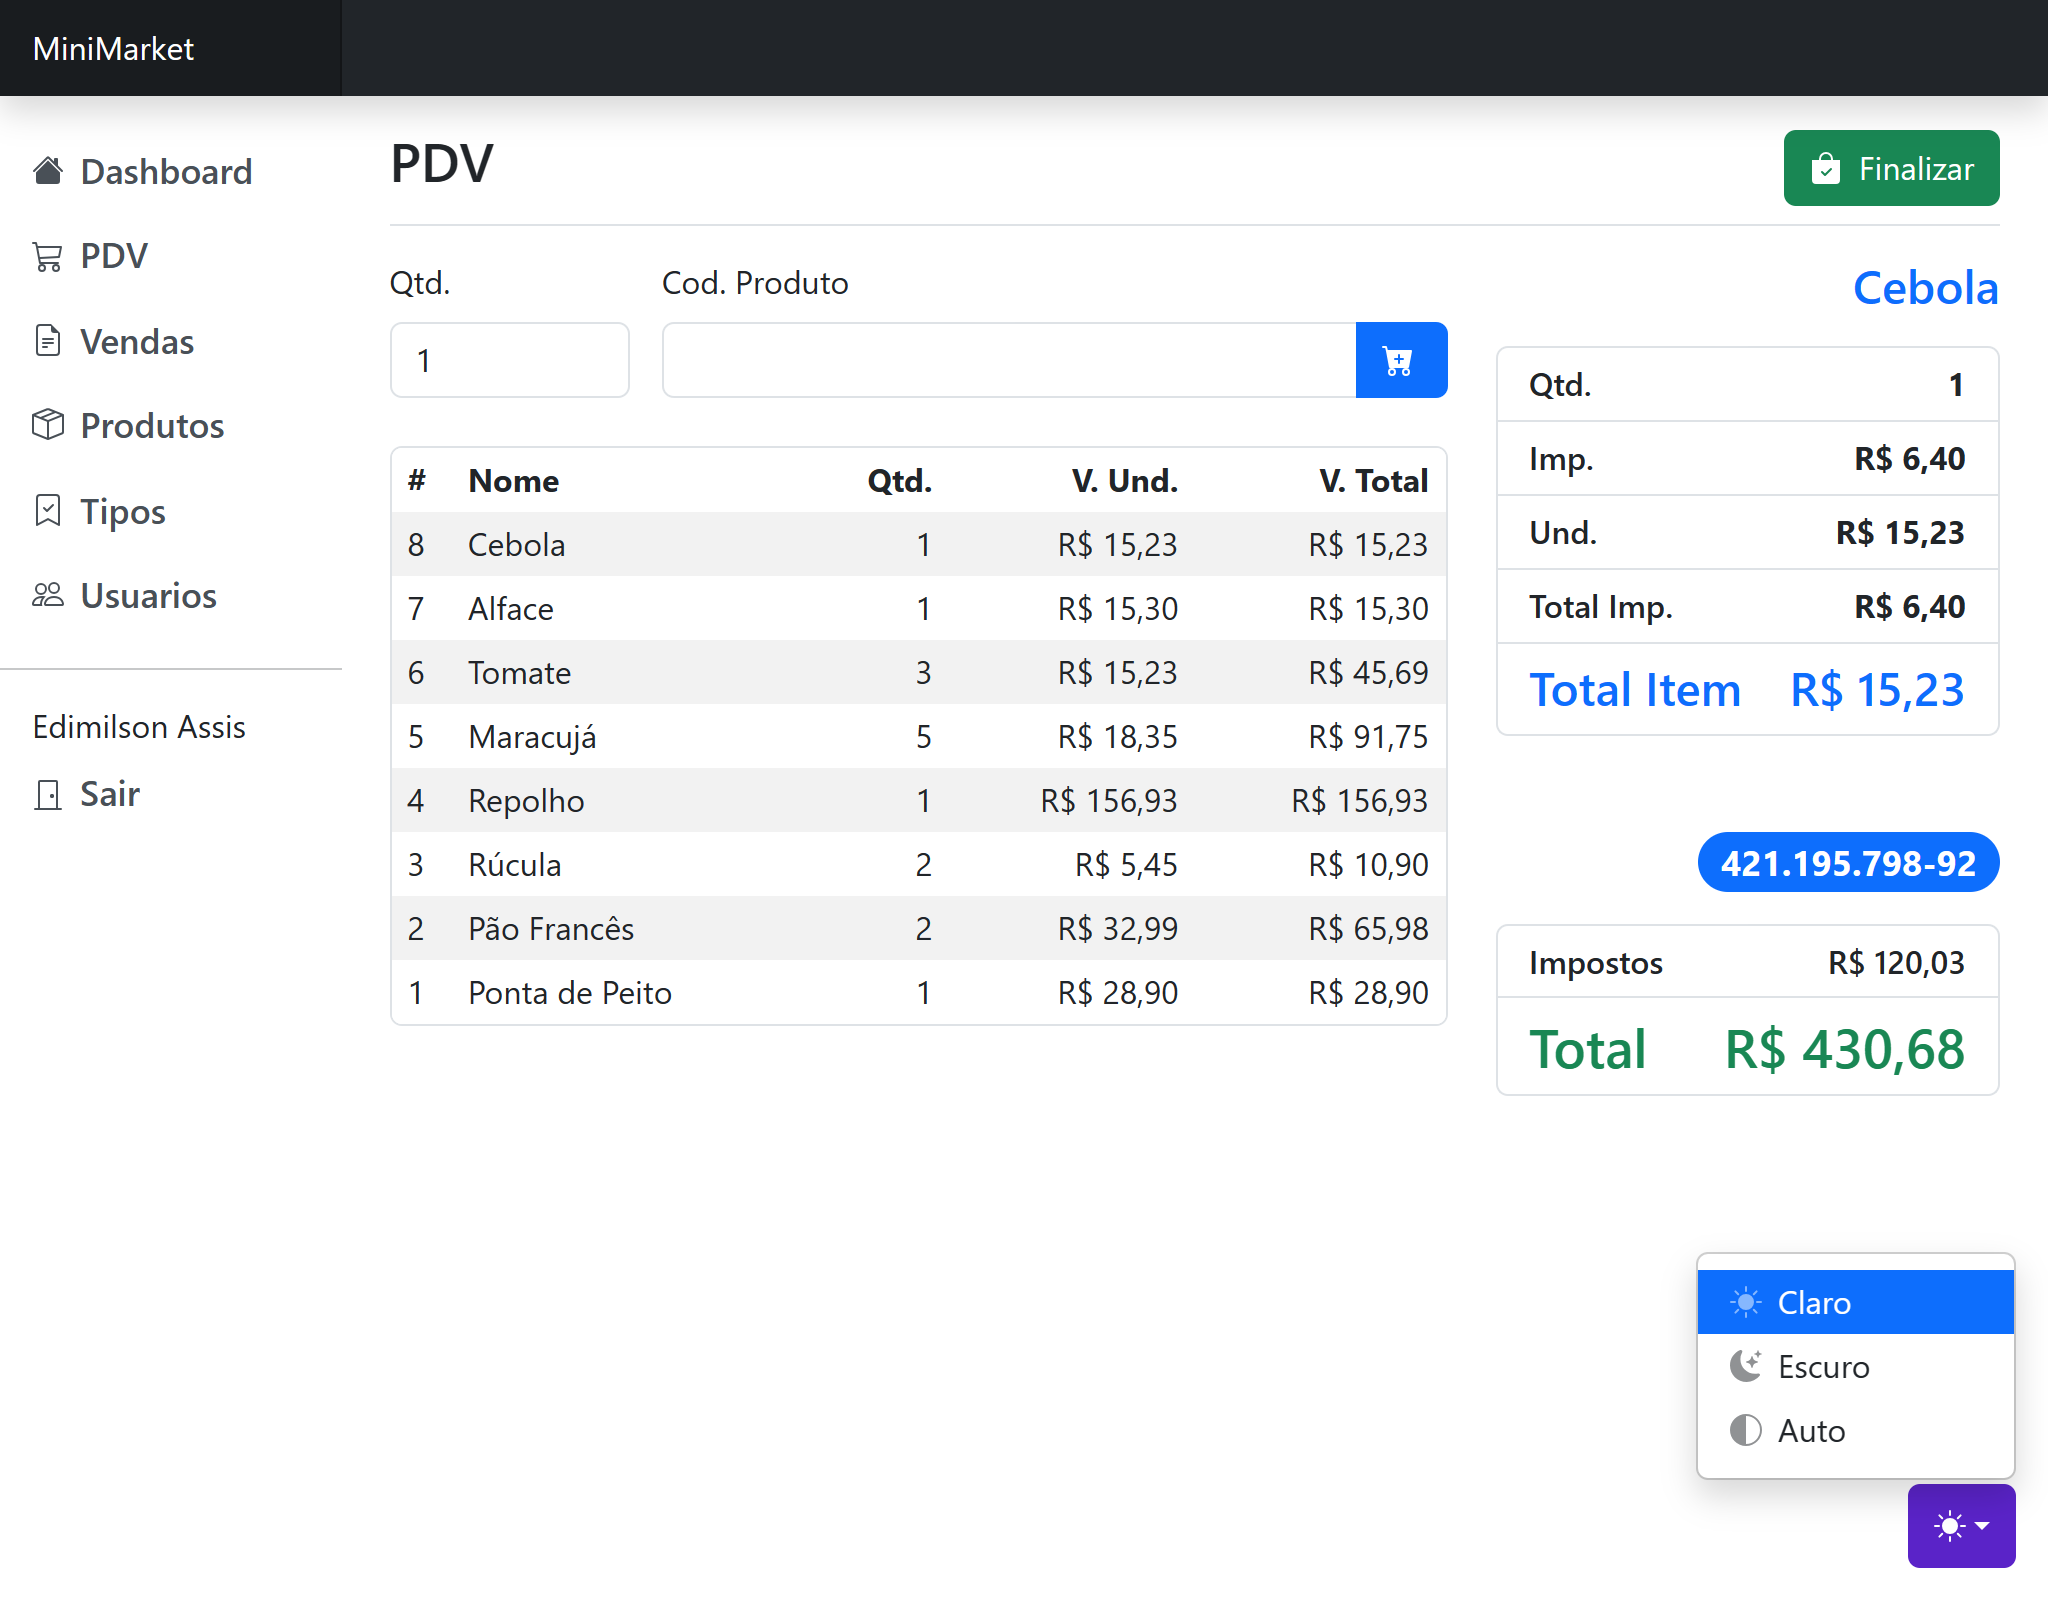 MiniMarket
Dashboard
PDV
Vendas
Produtos
Tipos
Usuarios
Edimilson Assis
Sair
PDV
Finalizar
Qtd.
Cod. Produto
1
# Nome Qtd. V. Und. V. Total
8 Cebola 1 R$ 15,23 R$ 15,23
7 Alface 1 R$ 15,30 R$ 15,30
6 Tomate 3 R$ 15,23 R$ 45,69
5 Maracujá 5 R$ 18,35 R$ 91,75
4 Repolho 1 R$ 156,93 R$ 156,93
3 Rúcula 2 R$ 5,45 R$ 10,90
2 Pão Francês 2 R$ 32,99 R$ 65,98
1 Ponta de Peito 1 R$ 28,90 R$ 28,90
Cebola
Qtd. 1
Imp. R$ 6,40
Und. R$ 15,23
Total Imp. R$ 6,40
Total Item R$ 15,23
421.195.798-92
Impostos R$ 120,03
Total R$ 430,68
Claro
Escuro
Auto